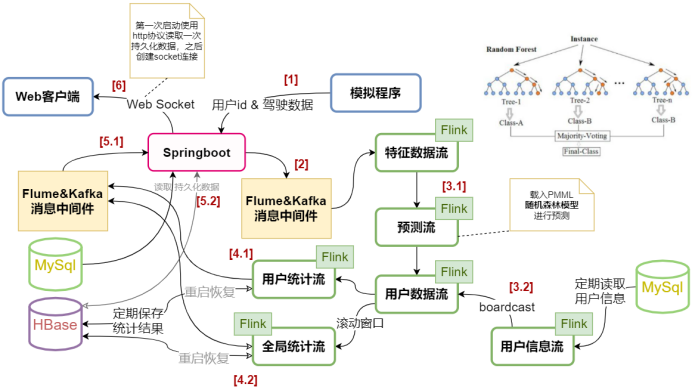 第一次启动使用
http协议读取一次
持久化数据，之后
创建socket连接
[6]
Web客户端
Web Socket
[1]
用户id & 驾驶数据
模拟程序
Instance
Random Forest
...
Tree-1
Tree-2
Tree-n
Class-A
Class-B
Class-B
Majority-Voting
Final-Class
[5.1]
Springboot
[2]
Flink
特征数据流
Flume&Kafka
消息中间件
读取 持久化数据
[5.2]
Flume&Kafka
消息中间件
[3.1]
Flink
预测流
载入PMML
随机森林模型
进行预测
MySql
[4.1]
Flink
用户统计流
重启恢复
Flink
用户数据流
[3.2]
boardcast
定期读取
用户信息
MySql
HBase
定期保存
统计结果
滚动窗口
Flink
全局统计流
重启恢复
[4.2]
Flink
用户信息流